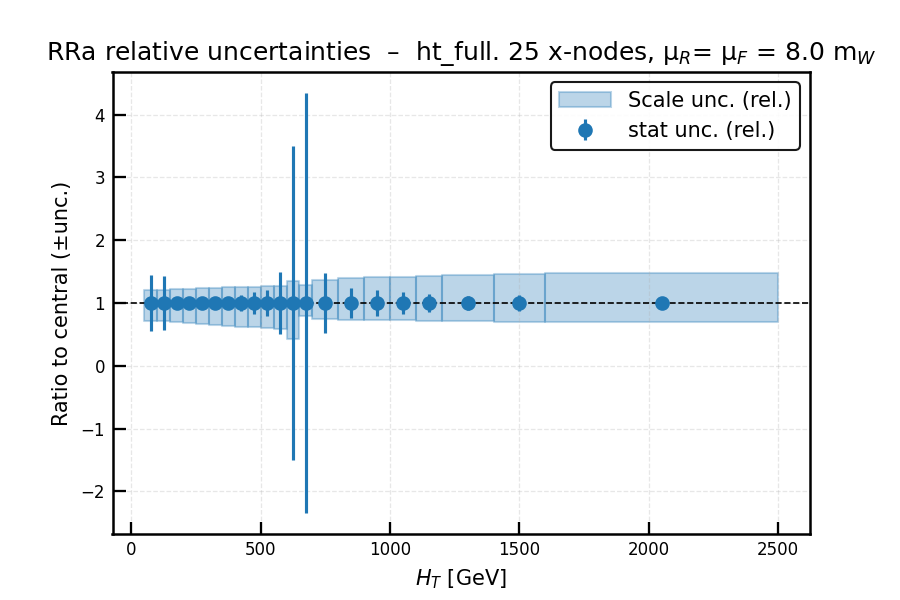 RRa relative uncertainties – ht_full. 25 x-nodes, μR= μF = 8.0 mW
Scale unc. (rel.)
stat unc. (rel.)
Ratio to central (±unc.)
4
3
2
1
0
−1
−2
0 500 1000 1500 2000 2500
HT [GeV]